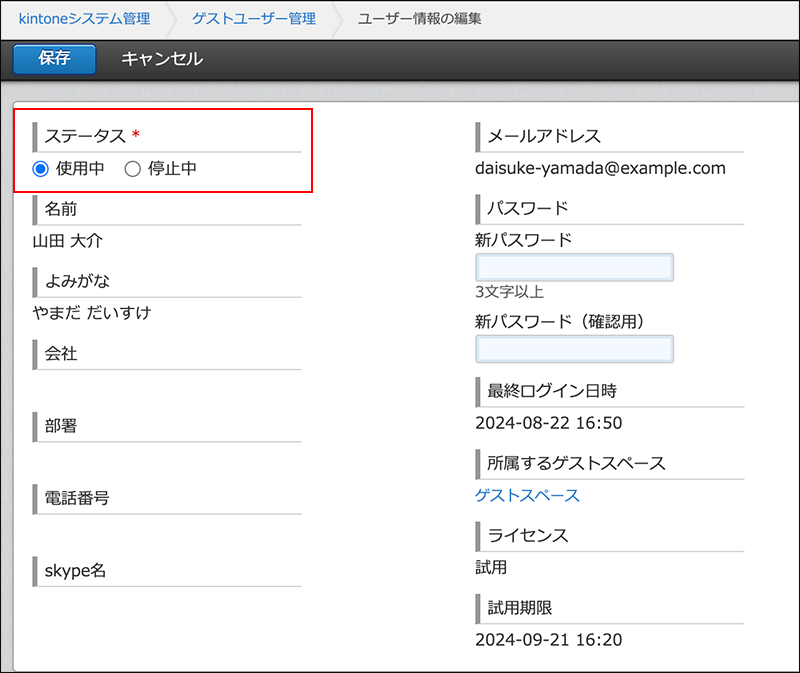 kintoneシステム管理 ゲストユーザー管理 ユーザー情報の編集
保存 キャンセル
ステータス *
使用中 停止中
名前
山田 大介
よみがな
やまだ だいすけ
会社
部署
電話番号
skype名
メールアドレス
daisuke-yamada@example.com
パスワード
新パスワード
3文字以上
新パスワード（確認用）
最終ログイン日時
2024-08-22 16:50
所属するゲストスペース
ゲストスペース
ライセンス
試用
試用期限
2024-09-21 16:20